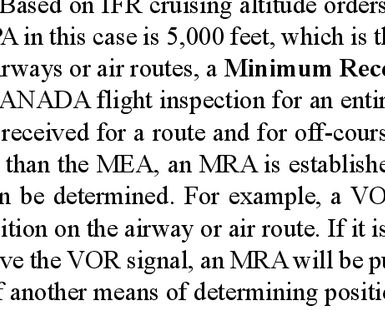 Based on IFR cruising altitude orders
PA in this case is 5,000 feet, which is th
rways or air routes, a Minimum Rece
ANADA flight inspection for an entir
received for a route and for off-cours
than the MEA, an MRA is establishe
n be determined. For example, a VO
ition on the airway or air route. If it is
ve the VOR signal, an MRA will be pu
f another means of determining positio